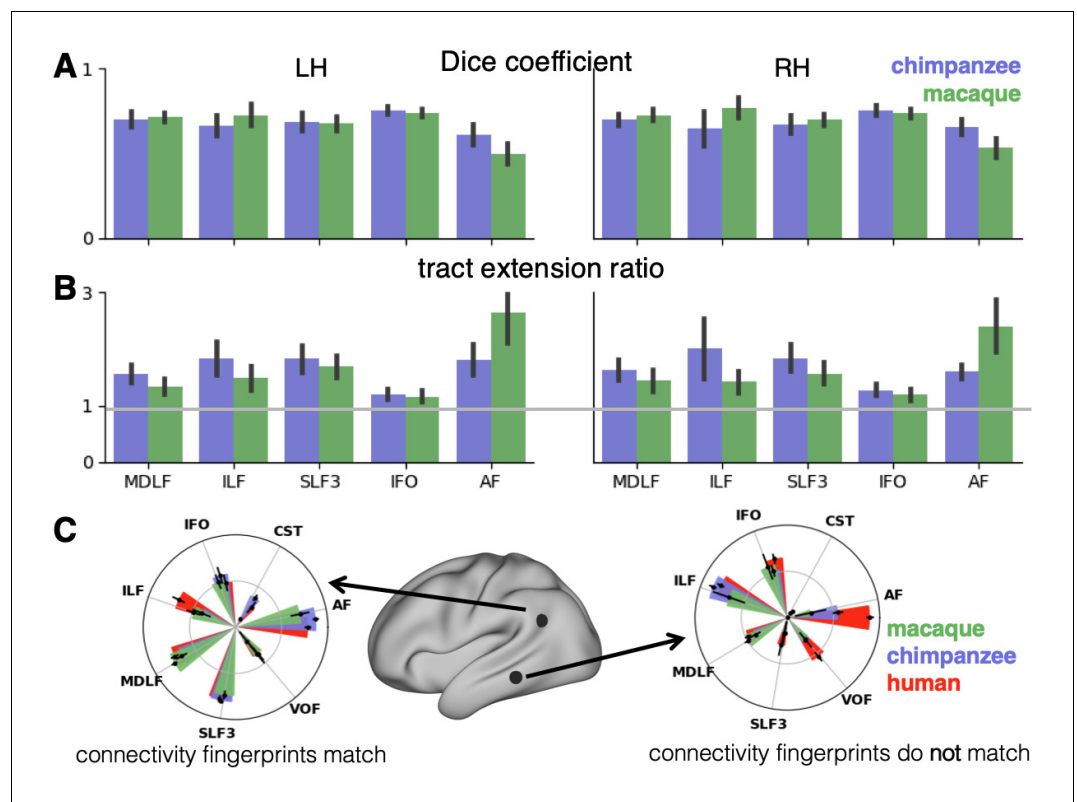 A
1
LH
Dice coefficient
RH
chimpanzee
macaque
0
B
tract extension ratio
3
1
0
MDLF ILF SLF3 IFO AF
MDLF ILF SLF3 IFO AF
C
IFO
CST
ILF
AF
MDLF
VOF
SLF3
connectivity fingerprints match
IFO
CST
ILF
AF
MDLF
VOF
SLF3
macaque
chimpanzee
human
connectivity fingerprints do not match